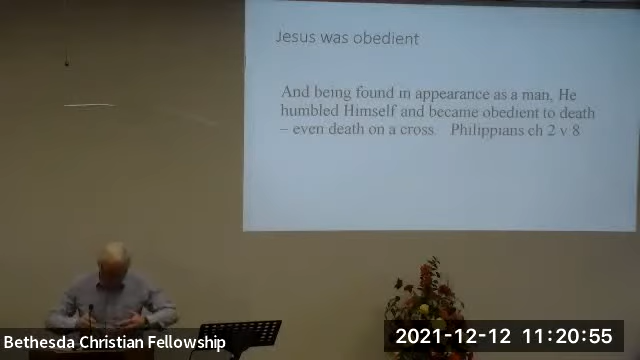 Jesus was obedient
And being found in appearance as a man, He
humbled Himself and became obedient to death
– even death on a cross. Philippians ch 2 v 8
Bethesda Christian Fellowship
2021-12-12 11:20:55